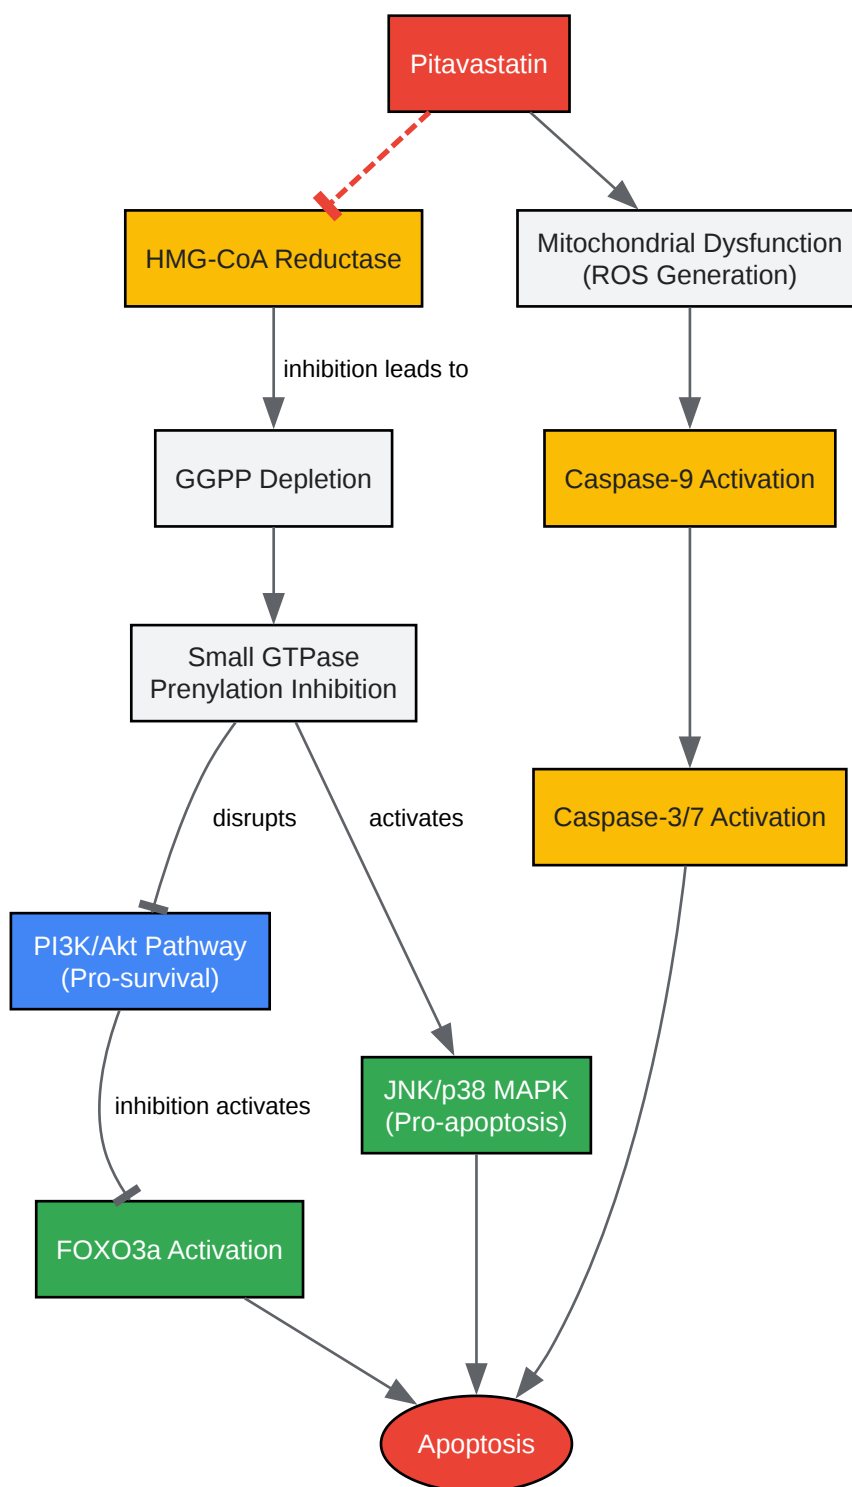 Pitavastatin
HMG-CoA Reductase
Mitochondrial Dysfunction
(ROS Generation)
inhibition leads to
GGPP Depletion
Caspase-9 Activation
Small GTPase
Prenylation Inhibition
disrupts
activates
Caspase-3/7 Activation
PI3K/Akt Pathway
(Pro-survival)
inhibition activates
JNK/p38 MAPK
(Pro-apoptosis)
FOXO3a Activation
Apoptosis